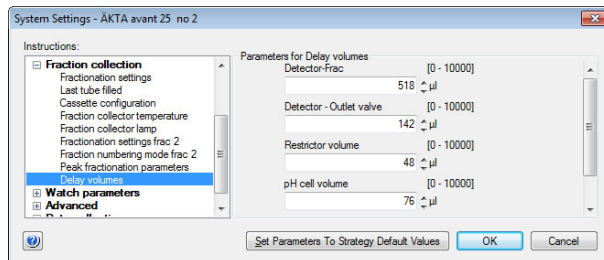 System Settings - ÄKTA avant 25 no 2
Instructions:
Fraction collection
Fractionation settings
Last tube filled
Cassette configuration
Fraction collector temperature
Fraction collector lamp
Fractionation settings frac 2
Fraction numbering mode frac 2
Peak fractionation parameters
Delay volumes
Watch parameters
Advanced
Parameters for Delay volumes
Detector-Frac [0 - 10000]
518 µl
Detector - Outlet valve [0 - 10000]
142 µl
Restrictor volume [0 - 10000]
48 µl
pH cell volume [0 - 10000]
76 µl
Set Parameters To Strategy Default Values
OK
Cancel